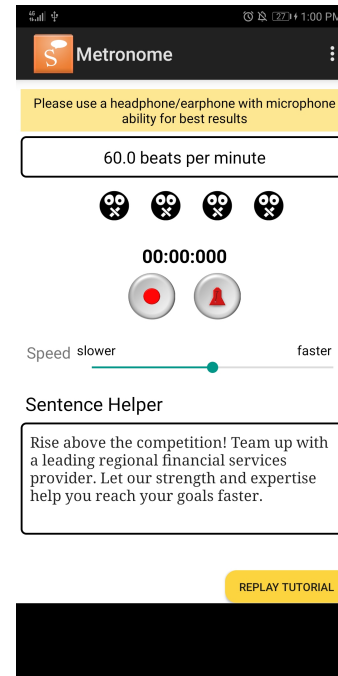 4G 27 1:00 PM
S Metronome
Please use a headphone/earphone with microphone
ability for best results
60.0 beats per minute
00:00:000
Speed slower faster
Sentence Helper
Rise above the competition! Team up with
a leading regional financial services
provider. Let our strength and expertise
help you reach your goals faster.
REPLAY TUTORIAL